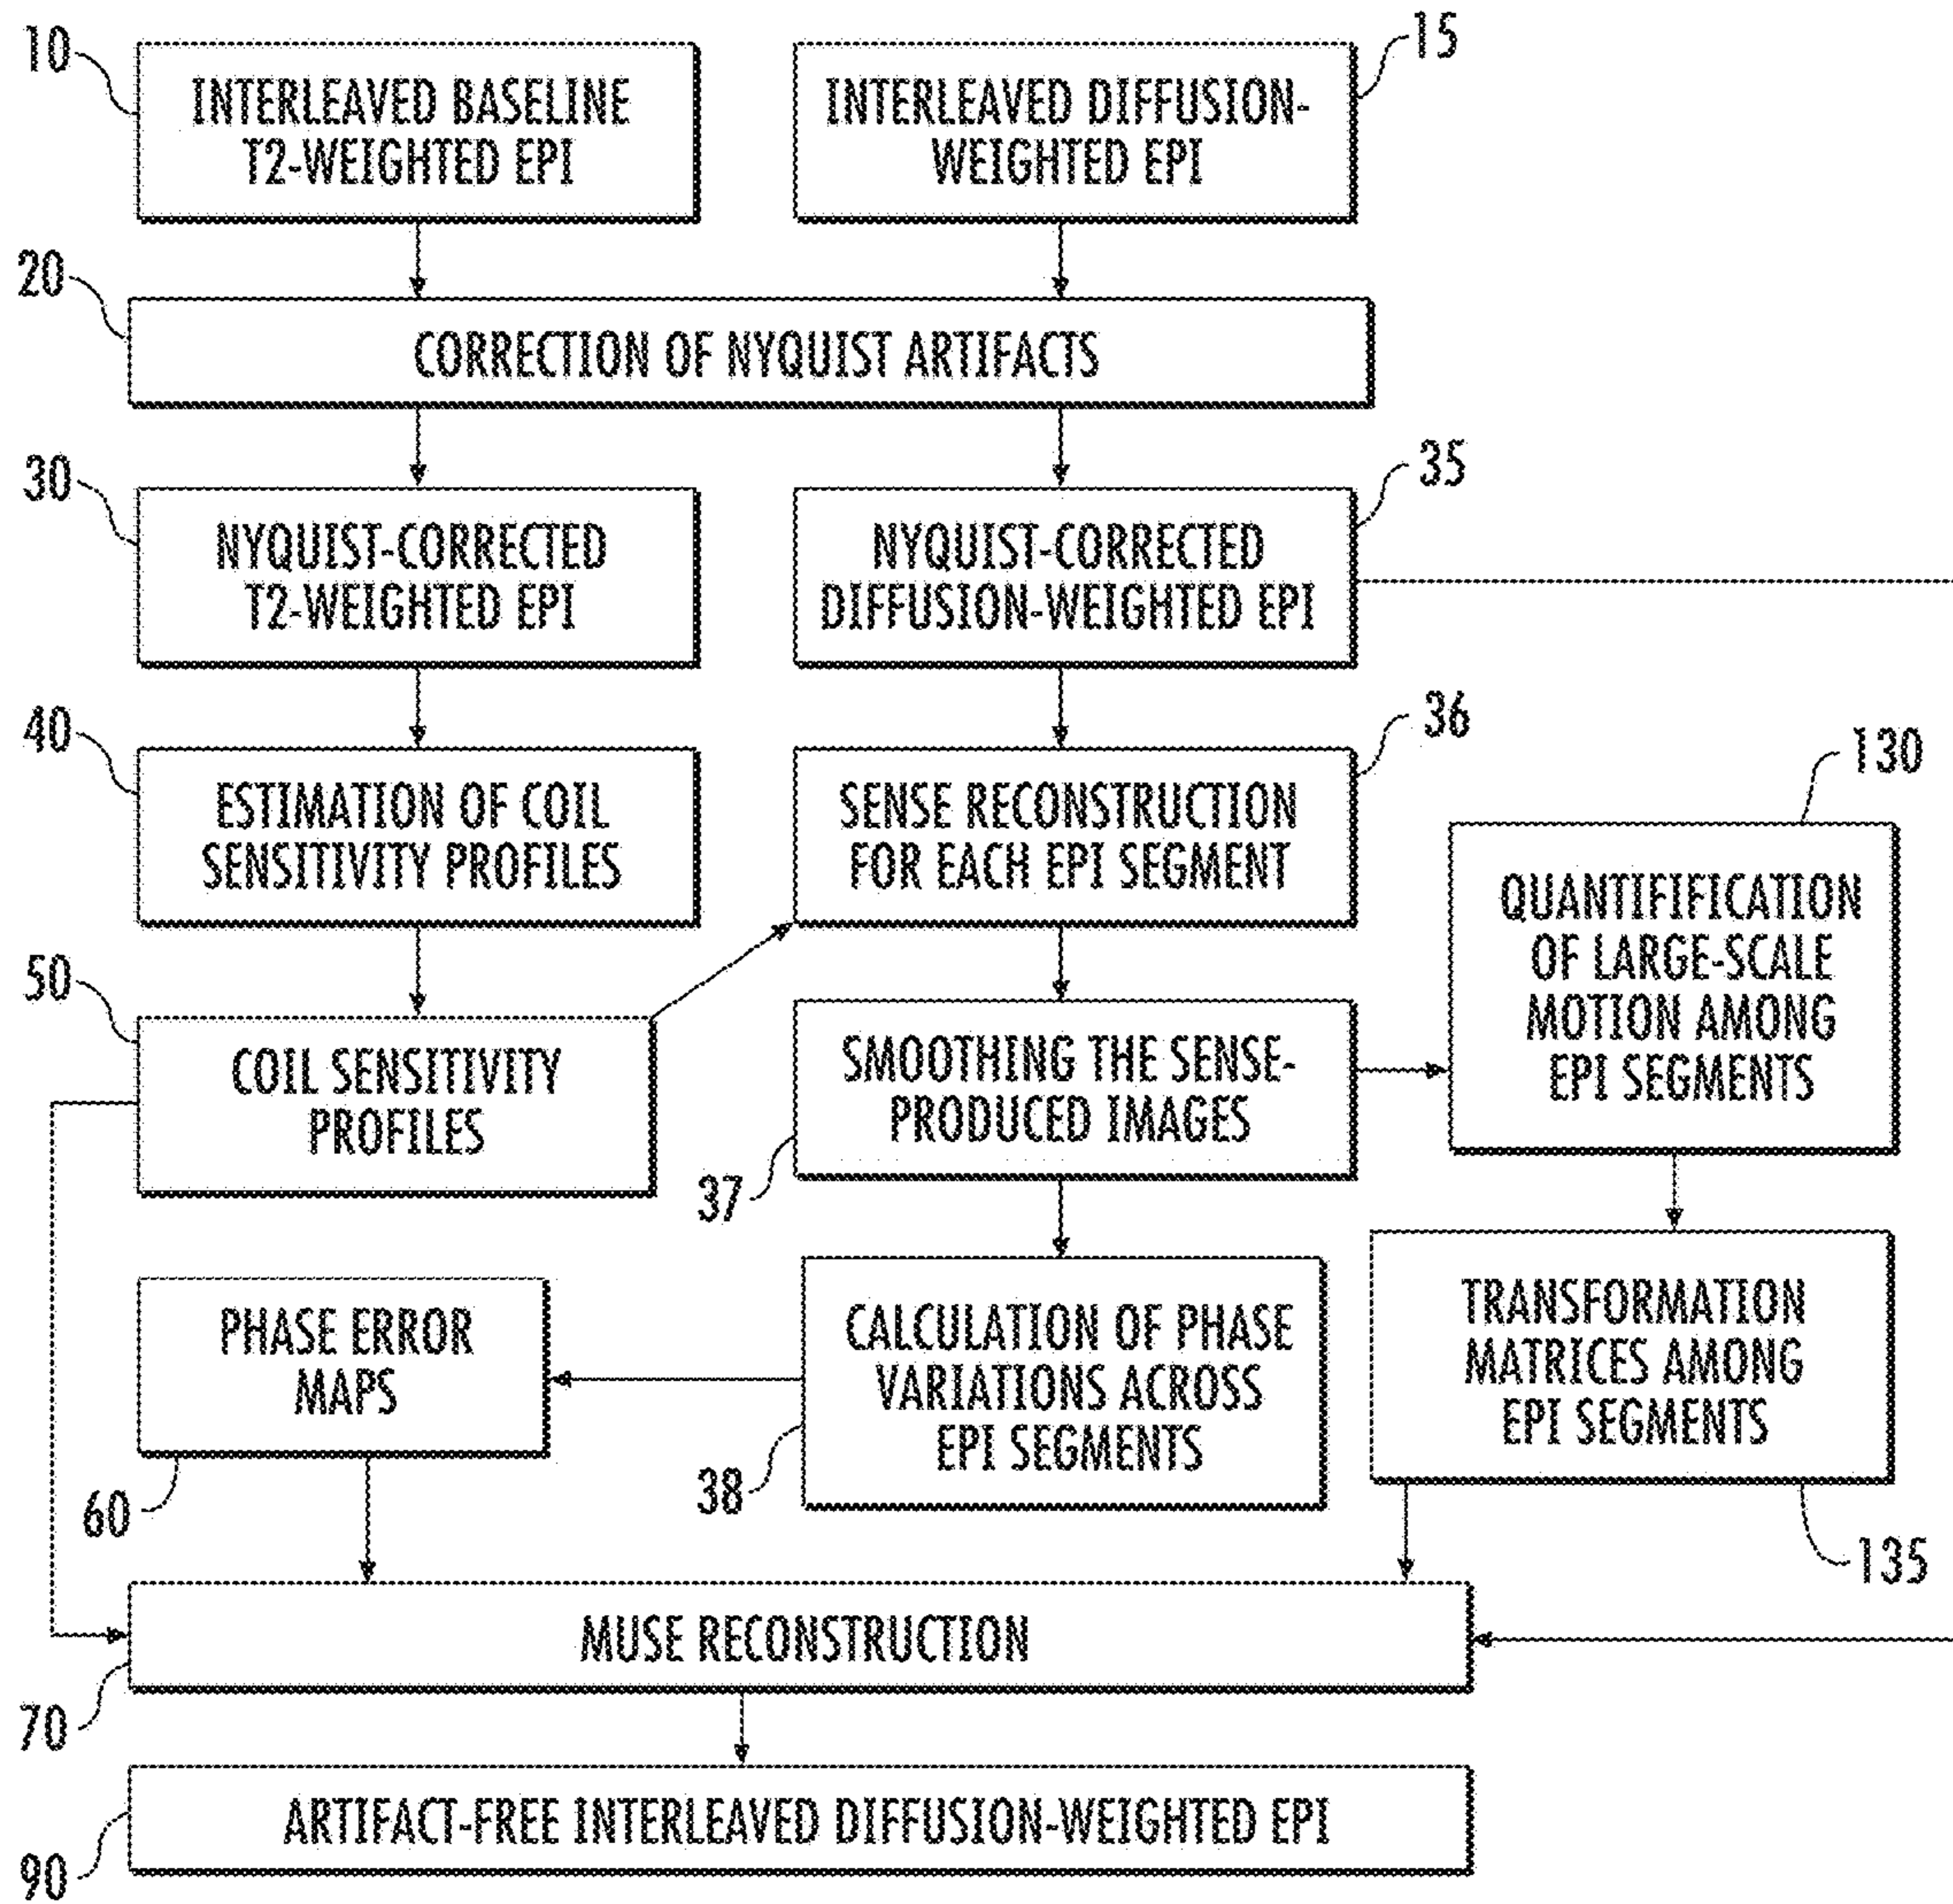 10
INTERLEAVED BASELINE
T2-WEIGHTED EPI
INTERLEAVED DIFFUSION-
WEIGHTED EPI
15
20
CORRECTION OF NYQUIST ARTIFACTS
30
NYQUIST-CORRECTED
T2-WEIGHTED EPI
NYQUIST-CORRECTED
DIFFUSION-WEIGHTED EPI
35
40
ESTIMATION OF COIL
SENSITIVITY PROFILES
SENSE RECONSTRUCTION
FOR EACH EPI SEGMENT
36
130
QUANTIFIFICATION
OF LARGE-SCALE
MOTION AMONG
EPI SEGMENTS
50
COIL SENSITIVITY
PROFILES
SMOOTHING THE SENSE-
PRODUCED IMAGES
37
PHASE ERROR
MAPS
60
CALCULATION OF PHASE
VARIATIONS ACROSS
EPI SEGMENTS
38
TRANSFORMATION
MATRICES AMONG
EPI SEGMENTS
135
MUSE RECONSTRUCTION
70
ARTIFACT-FREE INTERLEAVED DIFFUSION-WEIGHTED EPI
90